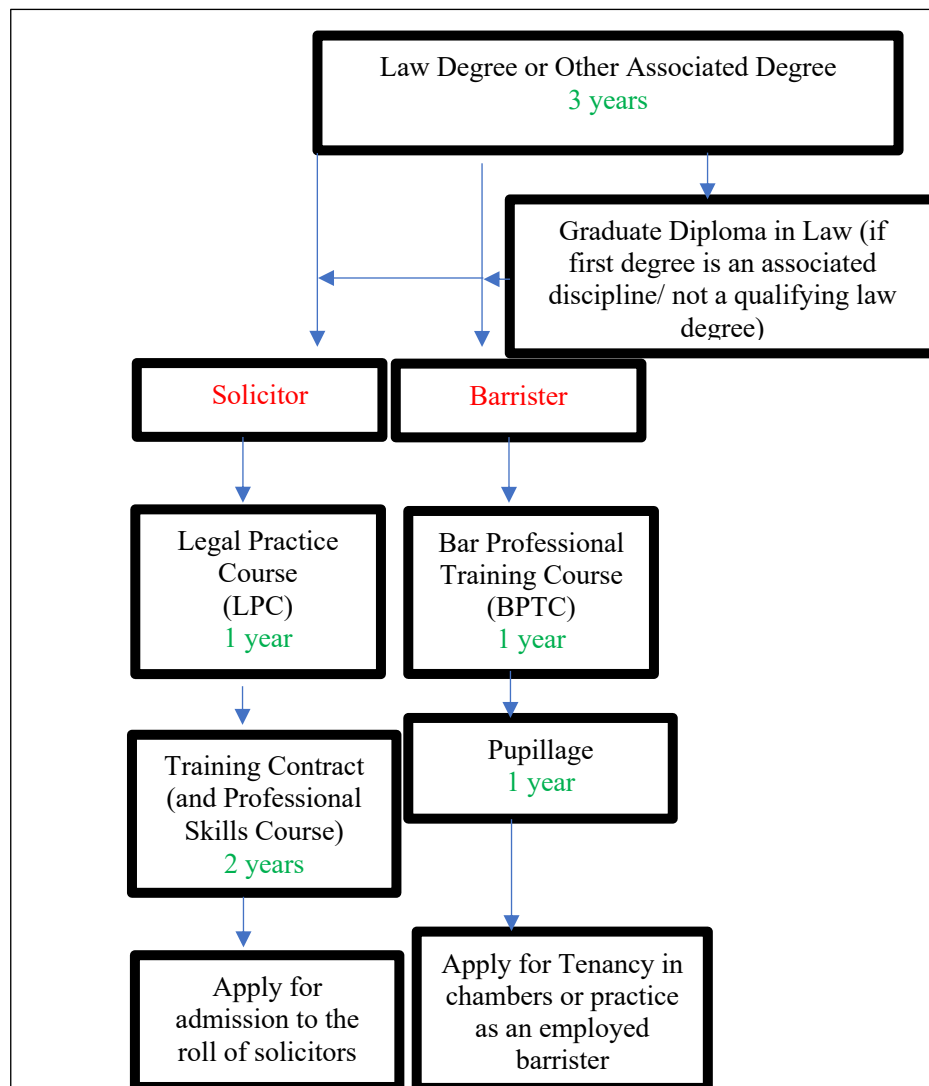 Law Degree or Other Associated Degree
3 years
Graduate Diploma in Law (if
first degree is an associated
discipline/ not a qualifying law
degree)
Solicitor
Barrister
Legal Practice
Course
(LPC)
1 year
Bar Professional
Training Course
(BPTC)
1 year
Training Contract
(and Professional
Skills Course)
2 years
Pupillage
1 year
Apply for
admission to the
roll of solicitors
Apply for Tenancy in
chambers or practice
as an employed
barrister